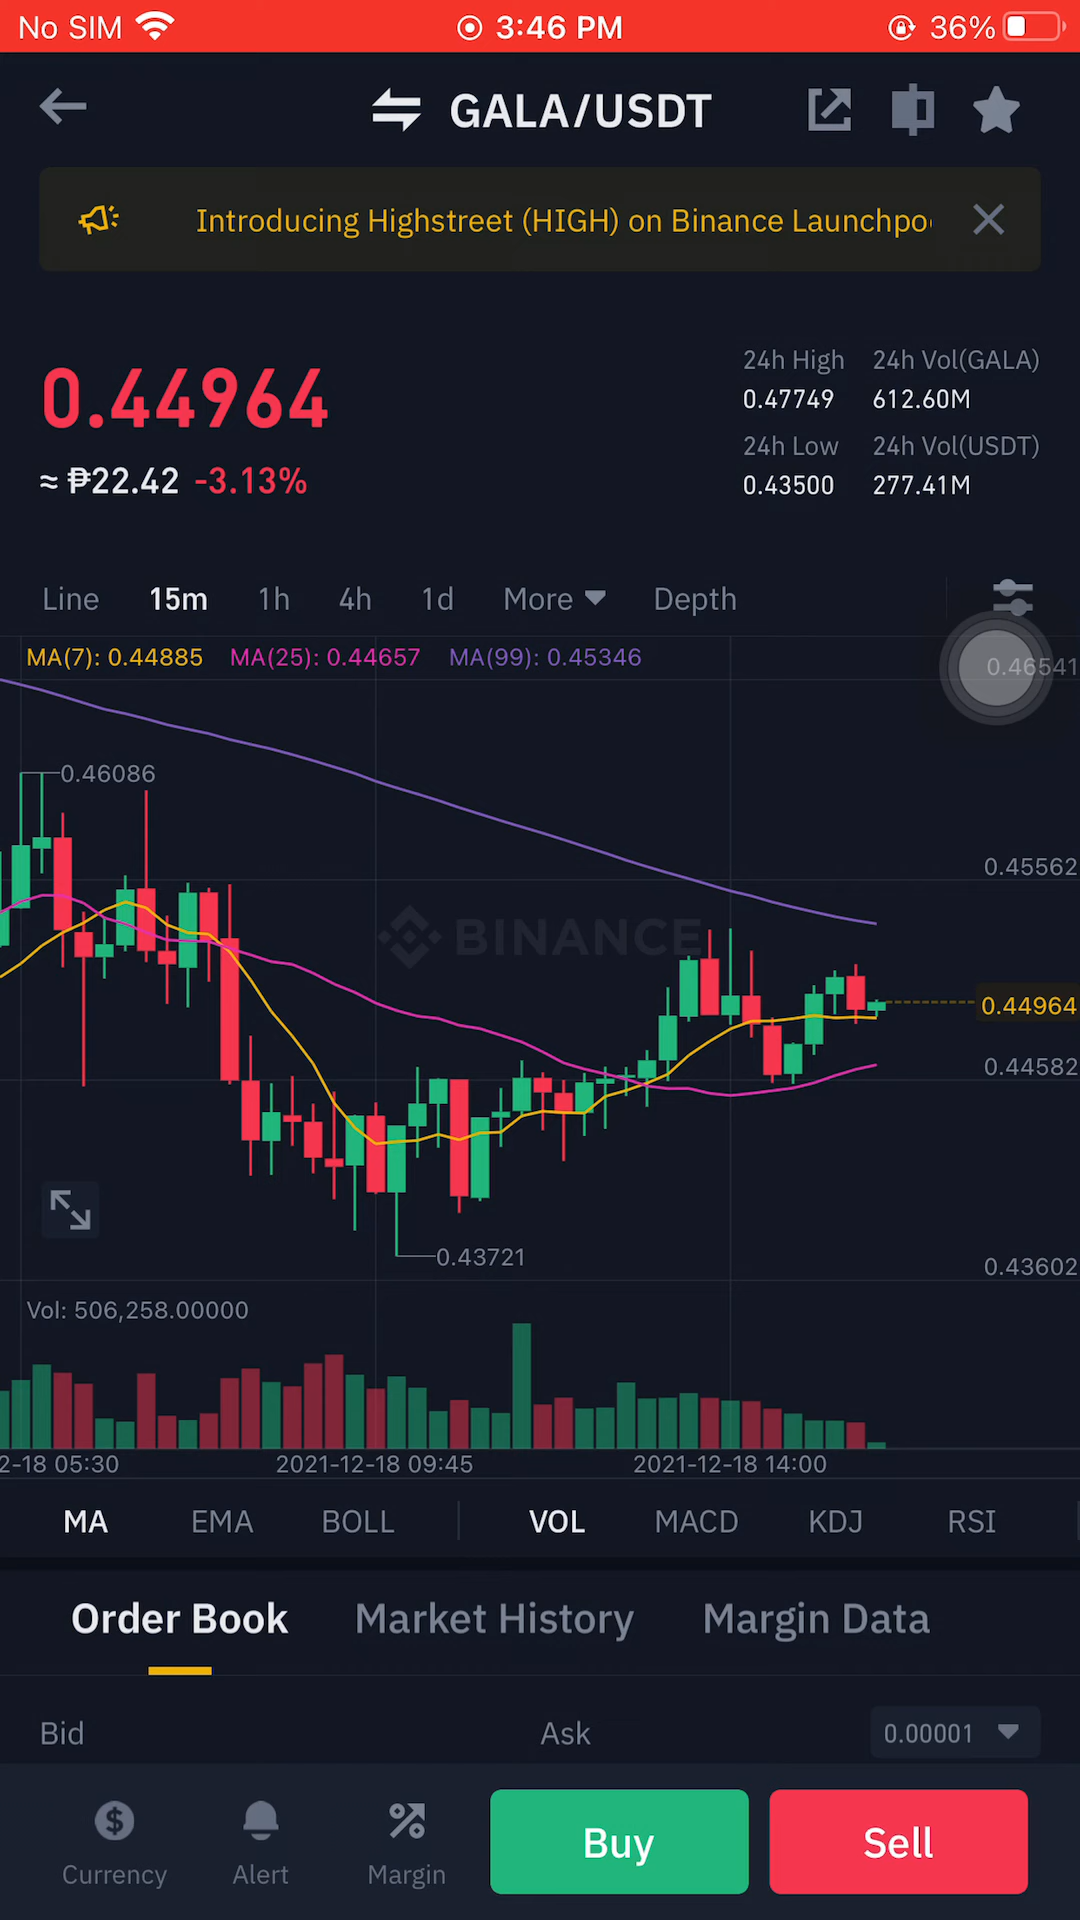 No SIM 3:46 PM 36%
GALA/USDT
Introducing Highstreet (HIGH) on Binance
0.44964
≈ ₱22.42 -3.13%
24h High 24h Vol(GALA)
0.47749 612.60M
24h Low 24h Vol(USDT)
0.43500 277.41M
Line 15m 1h 4h 1d More Depth
MA(7): 0.44885 MA(25): 0.44657 MA(99): 0.45346
0.46541
0.46086
0.45562
BINANCE
0.44964
0.44582
0.43721
0.43602
Vol: 506,258.00000
2-18 05:30 2021-12-18 09:45 2021-12-18 14:00
MA EMA BOLL VOL MACD KDJ RSI
Order Book Market History Margin Data
Bid Ask 0.00001
Currency Alert Margin Buy Sell